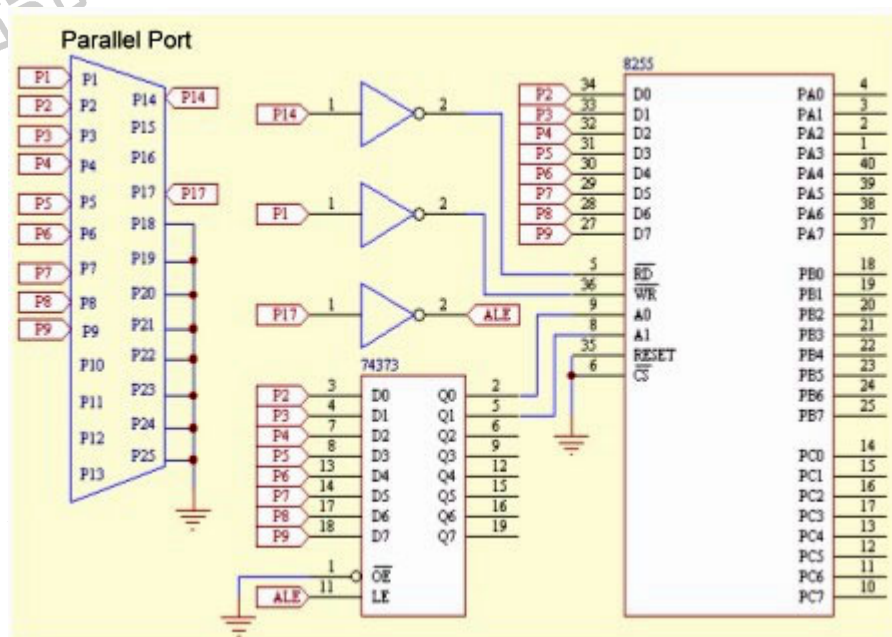 Parallel Port
P1 P1
P2 P2 P14 P14
P3 P3 P15
P4 P4 P16
P5 P5 P17 P17
P6 P6 P18
P7 P7 P19
P8 P8 P20
P9 P9 P21
P10 P22
P11 P23
P12 P24
P13 P25
P14 1 2
P1 1 2
P17 1 2 ALE
74373
P2 3 D0 Q0 2
P3 4 D1 Q1 5
P4 7 D2 Q2 6
P5 8 D3 Q3 9
P6 13 D4 Q4 12
P7 14 D5 Q5 15
P8 17 D6 Q6 16
P9 18 D7 Q7 19
1 OE
ALE 11 LE
8255
P2 34 D0 PA0 4
P3 33 D1 PA1 3
P4 32 D2 PA2 2
P5 31 D3 PA3 1
P6 30 D4 PA4 40
P7 29 D5 PA5 39
P8 28 D6 PA6 38
P9 27 D7 PA7 37
5 RD PB0 18
36 WR PB1 19
9 A0 PB2 20
8 A1 PB3 21
35 RESET PB4 22
6 CS PB5 23
PB6 24
PB7 25
PC0 14
PC1 15
PC2 16
PC3 17
PC4 13
PC5 12
PC6 11
PC7 10